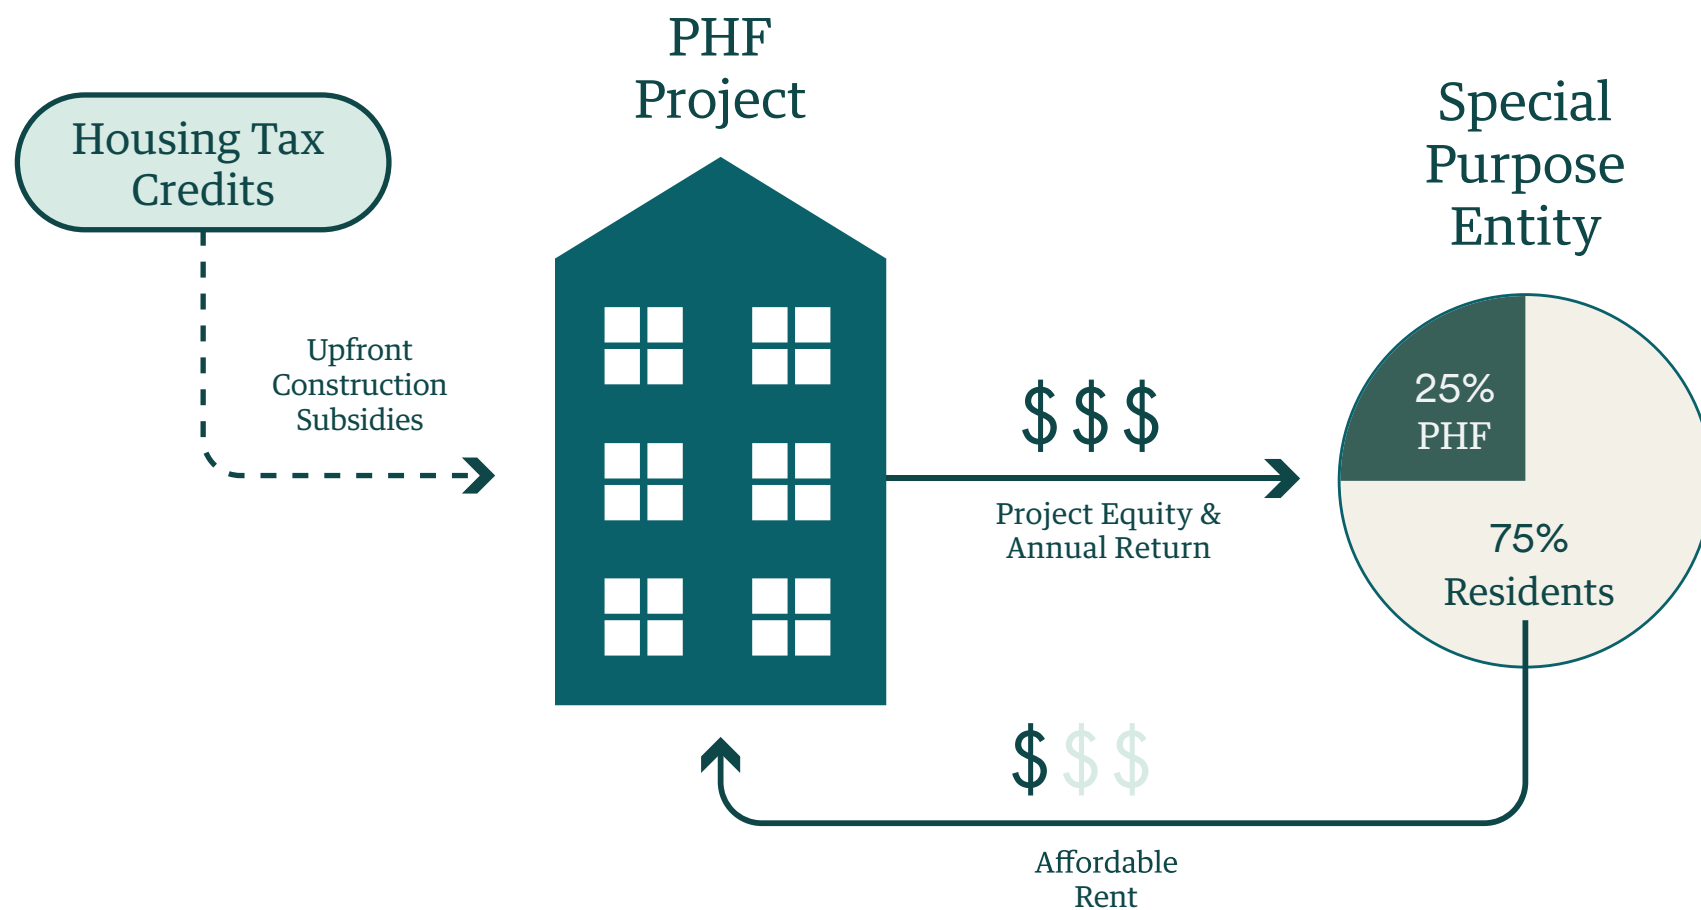 PHF
Project
Housing Tax
Credits
Special
Purpose
Entity
Upfront
Construction
Subsidies
$$$
Project Equity &
Annual Return
25%
PHF
75%
Residents
$$$
Affordable
Rent